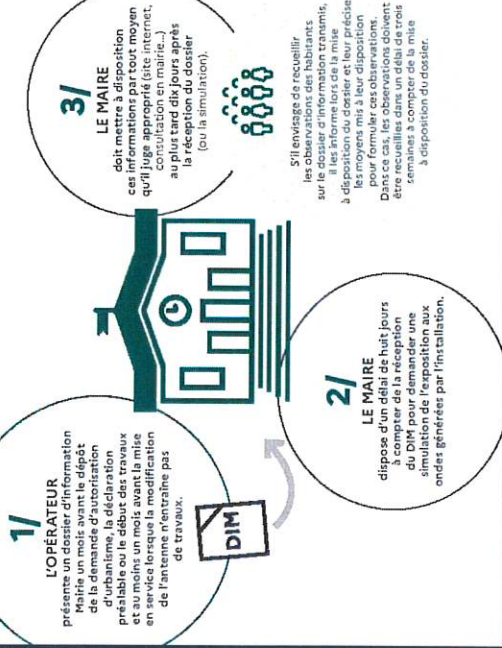 1/
L'OPÉRATEUR
présente un dossier d'information
Mairie un mois avant le dépôt
de la demande d'autorisation
d'urbanisme, la déclaration
préalable ou le début des travaux
et au moins un mois avant la mise
en service lorsque la modification
de l'antenne n'entraîne pas
de travaux.
DIM
2/
LE MAIRE
dispose d'un délai de huit jours
à compter de la réception
du DIM pour demander une
simulation de l'exposition aux
ondes générées par l'installation.
3/
LE MAIRE
doit mettre à disposition
ces informations par tout moyen
qu'il juge approprié (site internet,
consultation en mairie...)
au plus tard dix jours après
la réception du dossier
(ou la simulation).
S'il envisage de recueillir
les observations des habitants
sur le dossier d'information transmis,
il les informe lors de la mise
à disposition du dossier et leur précise
les moyens mis à leur disposition
pour formuler ces observations.
Dans ce cas, les observations doivent
être recueillies dans un délai de trois
semaines à compter de la mise
à disposition du dossier.